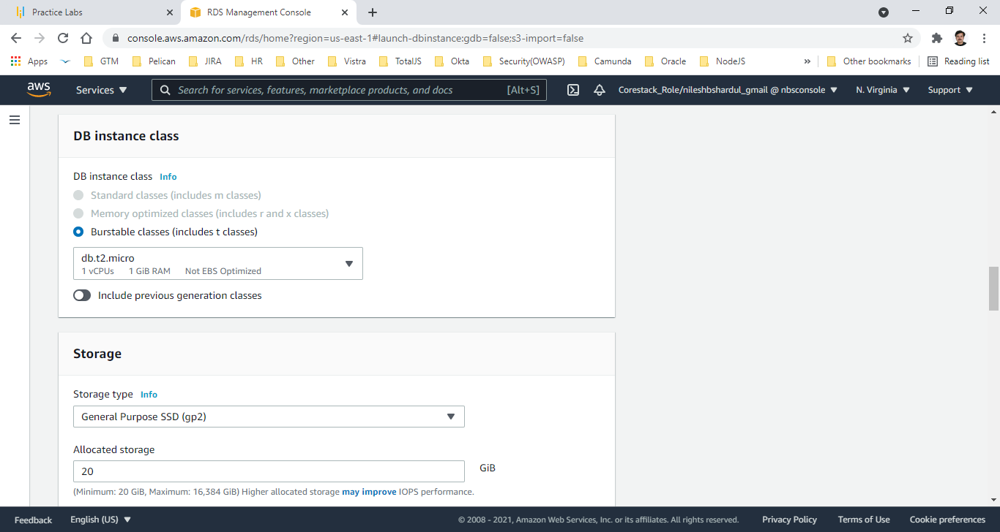 Practice Labs
RDS Management Console
console.aws.amazon.com/rds/home?region=us-east-1#launch-dbinstance:gdb=false;s3-import=false
Apps GTM Pelican JIRA HR Other Vistra TotalJS Okta Security(OWASP) Camunda Oracle NodeJS » Other bookmarks Reading list
aws Services Search for services, features, marketplace products, and docs [Alt+S] Corestack_Role/nileshbshardul_gmail @ nbsconsole N. Virginia Support
DB instance class
DB instance class Info
Standard classes (includes m classes)
Memory optimized classes (includes r and x classes)
Burstable classes (includes t classes)
db.t2.micro
1 vCPUs 1 GiB RAM Not EBS Optimized
Include previous generation classes
Storage
Storage type Info
General Purpose SSD (gp2)
Allocated storage
20 GiB
(Minimum: 20 GiB, Maximum: 16,384 GiB) Higher allocated storage may improve IOPS performance.
Feedback English (US) © 2008 - 2021, Amazon Web Services, Inc. or its affiliates. All rights reserved. Privacy Policy Terms of Use Cookie preferences